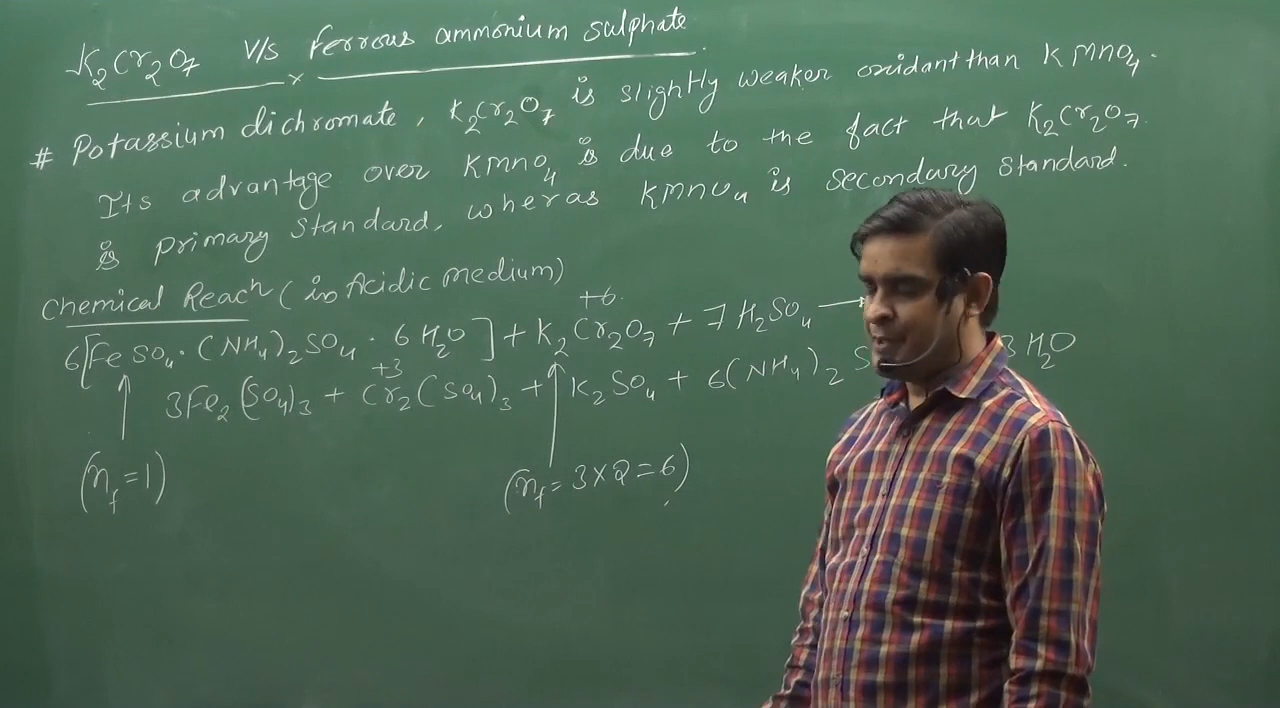 K2Cr2O7 V/s Ferrous ammonium sulphate.
# Potassium dichromate, K2Cr2O7 is slightly weaker oxidant than KMnO4.
Its advantage over KMnO4 is due to the fact that K2Cr2O7
is primary standard, wheras KMnO4 is secondary standard.
Chemical Reacn (in Acidic medium)
+6
6[FeSO4·(NH4)2SO4·6H2O] + K2Cr2O7 + 7H2SO4 →
+3
3Fe2(SO4)3 + Cr2(SO4)3 + K2SO4 + 6(NH4)2 S 3H2O
(nf=1) (nf=3×2=6)